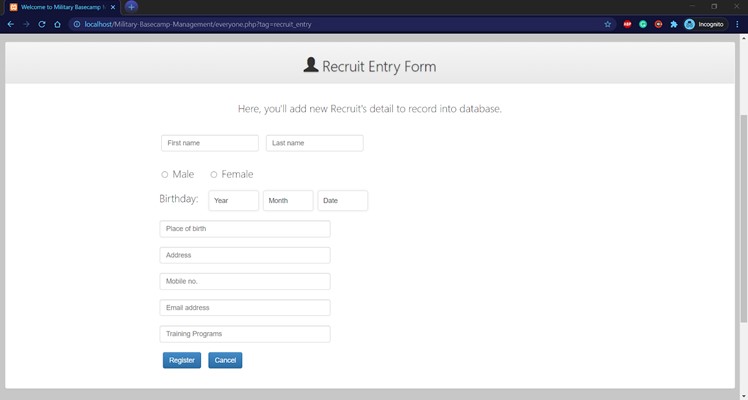 Welcome to Military Basecamp M
localhost/Military-Basecamp-Management/everyone.php?tag=recruit_entry
ABP
Incognito
Recruit Entry Form
Here, you'll add new Recruit's detail to record into database.
First name Last name
Male Female
Birthday: Year Month Date
Place of birth
Address
Mobile no.
Email address
Training Programs
Register Cancel